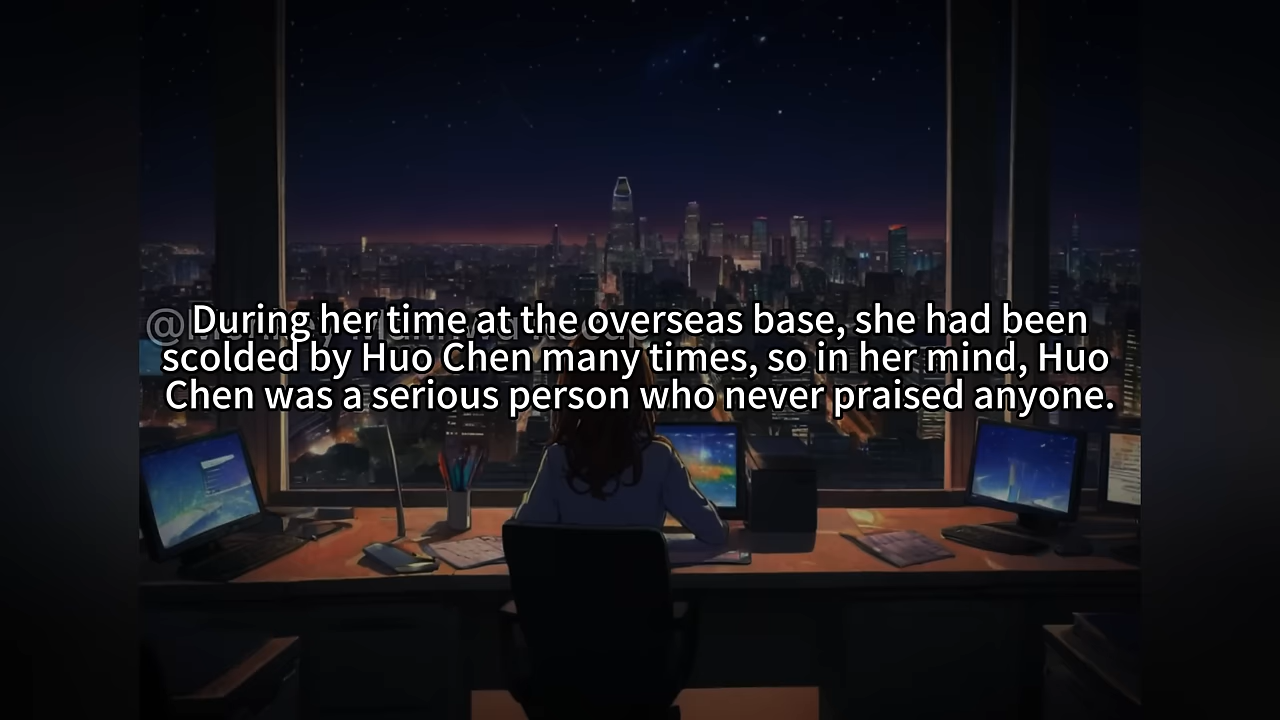 During her time at the overseas base, she had been
scolded by Huo Chen many times, so in her mind, Huo
Chen was a serious person who never praised anyone.